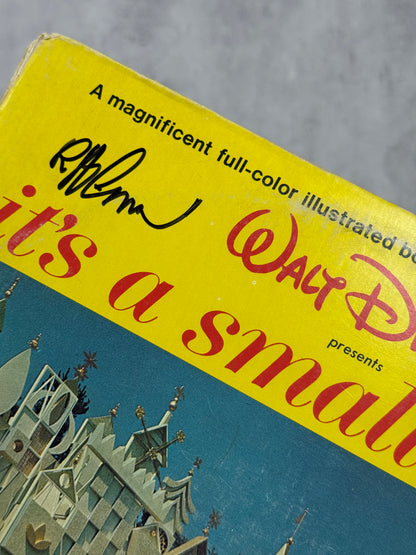 A magnificent full-color illustrated bo
Walt D
presents
it's a small